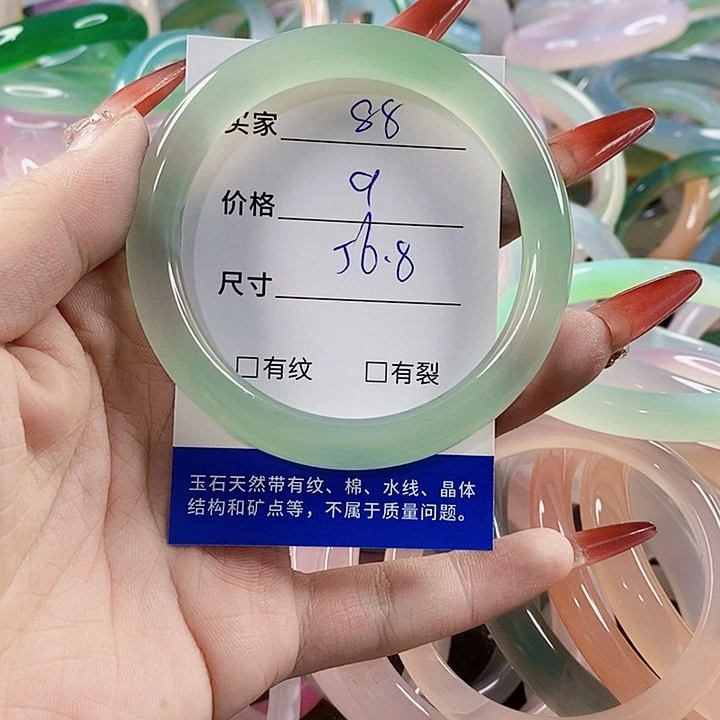 买家 88
价格 9
尺寸 56.8
□有纹 □有裂
玉石天然带有纹、棉、水线、晶体
结构和矿点等，不属于质量问题。